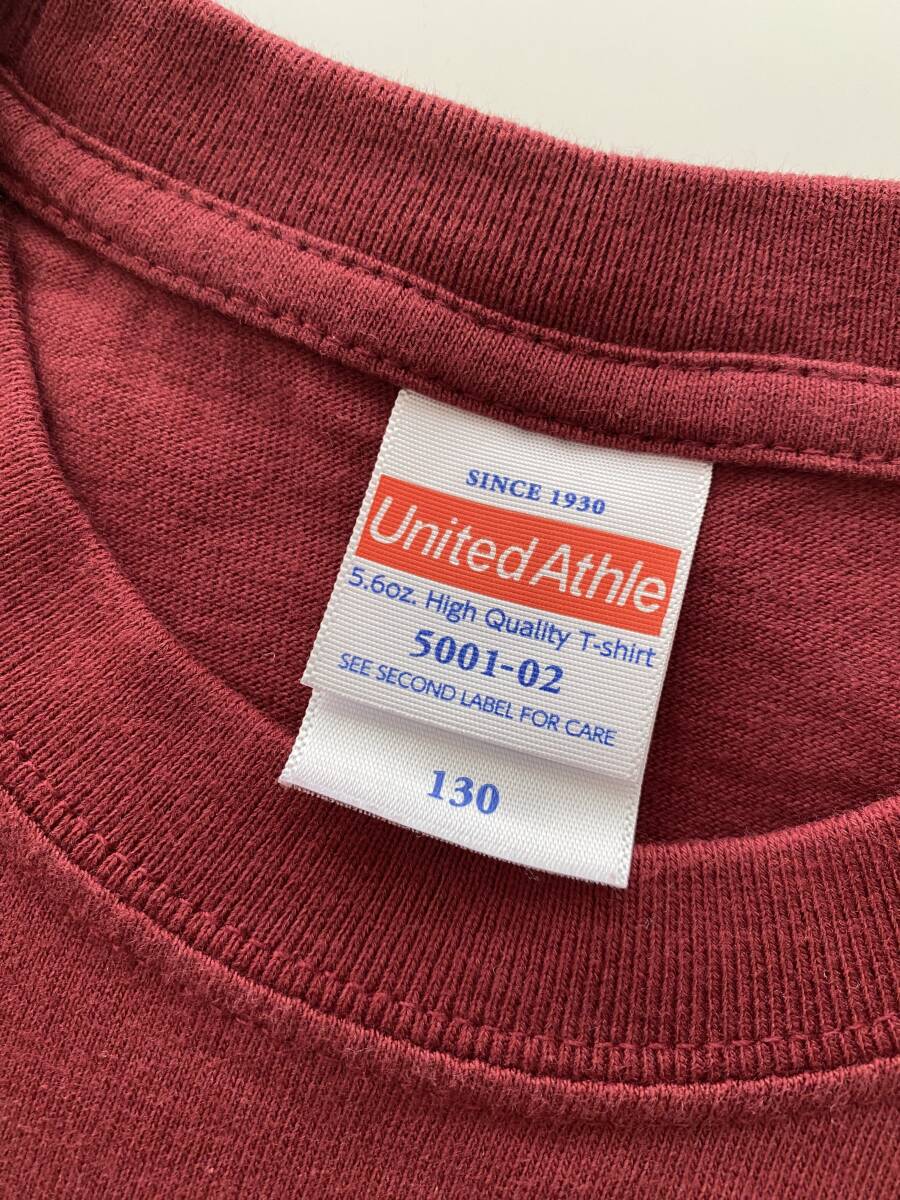 SINCE 1930
United Athle
5.6oz. High Quality T-shirt
5001-02
SEE SECOND LABEL FOR CARE
130